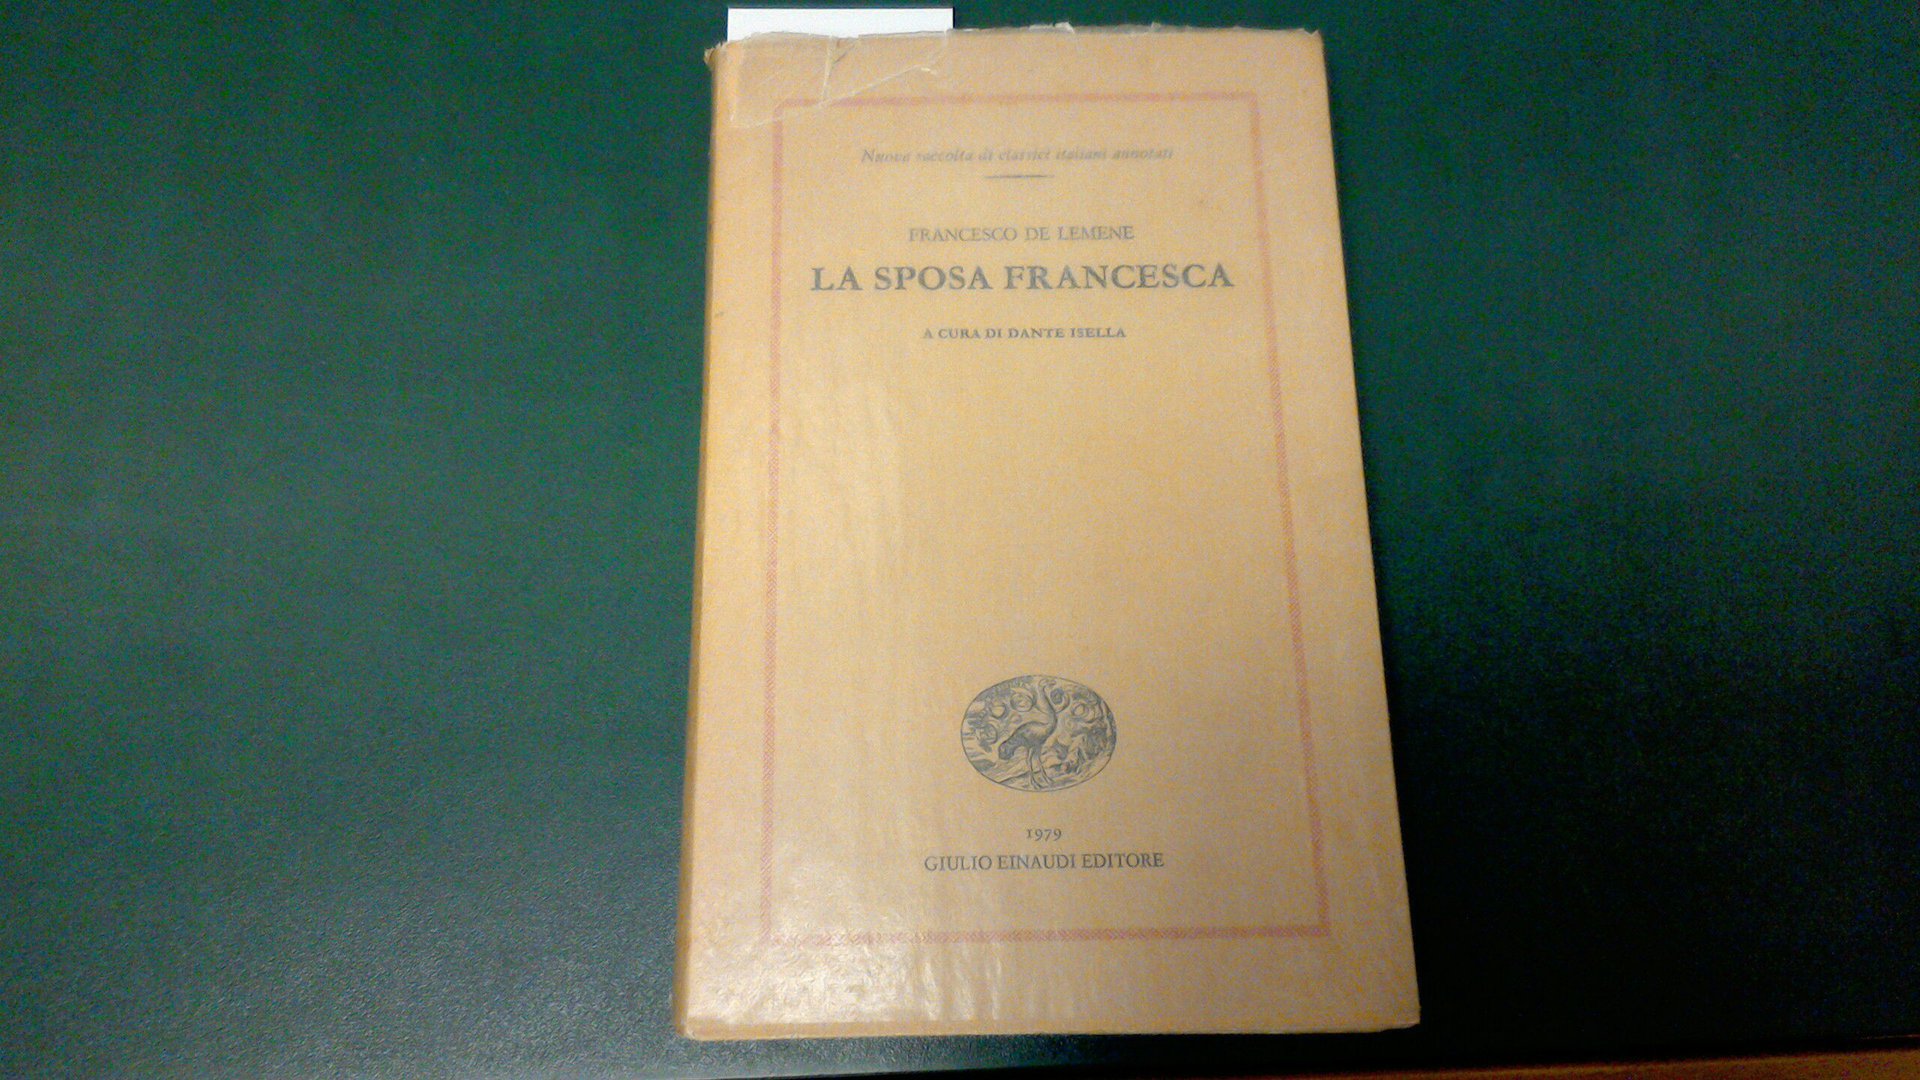 Nuova raccolta di classici italiani annotati
FRANCESCO DE LEMENE
LA SPOSA FRANCESCA
A CURA DI DANTE ISELLA
1979
GIULIO EINAUDI EDITORE